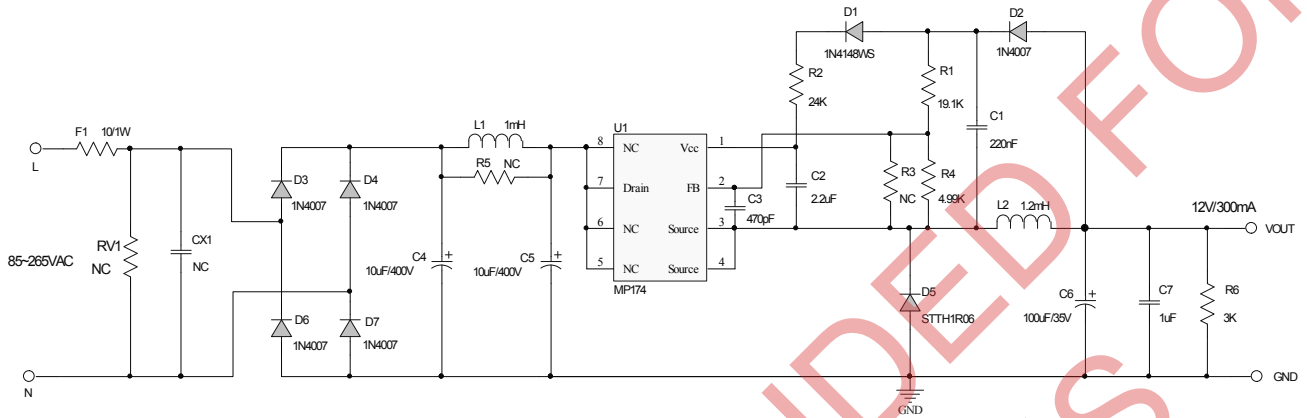 D1
1N4148WS
D2
1N4007
R2
24K
R1
19.1K
C1
220nF
F1 10/1W
L
L1 1mH
R5 NC
U1
8 NC Vcc 1
7 Drain FB 2
6 NC Source 3
5 NC Source 4
MP174
C2
2.2uF
C3
470pF
R3
NC
R4
4.99K
L2 1.2mH
12V/300mA
VOUT
D3
1N4007
D4
1N4007
85~265VAC
RV1
NC
CX1
NC
C4
10uF/400V
C5
10uF/400V
+
+
D5
STTH1R06
C6
100uF/35V
+
C7
1uF
R6
3K
D6
1N4007
D7
1N4007
N
GND
GND
NDED FOR
S